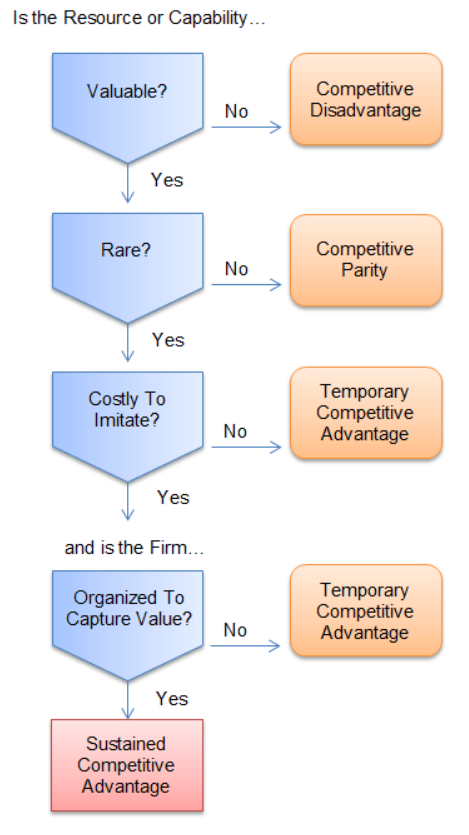 Is the Resource or Capability...
Valuable?
No
Competitive
Disadvantage
Yes
Rare?
No
Competitive
Parity
Yes
Costly To
Imitate?
No
Temporary
Competitive
Advantage
Yes
and is the Firm...
Organized To
Capture Value?
No
Temporary
Competitive
Advantage
Yes
Sustained
Competitive
Advantage